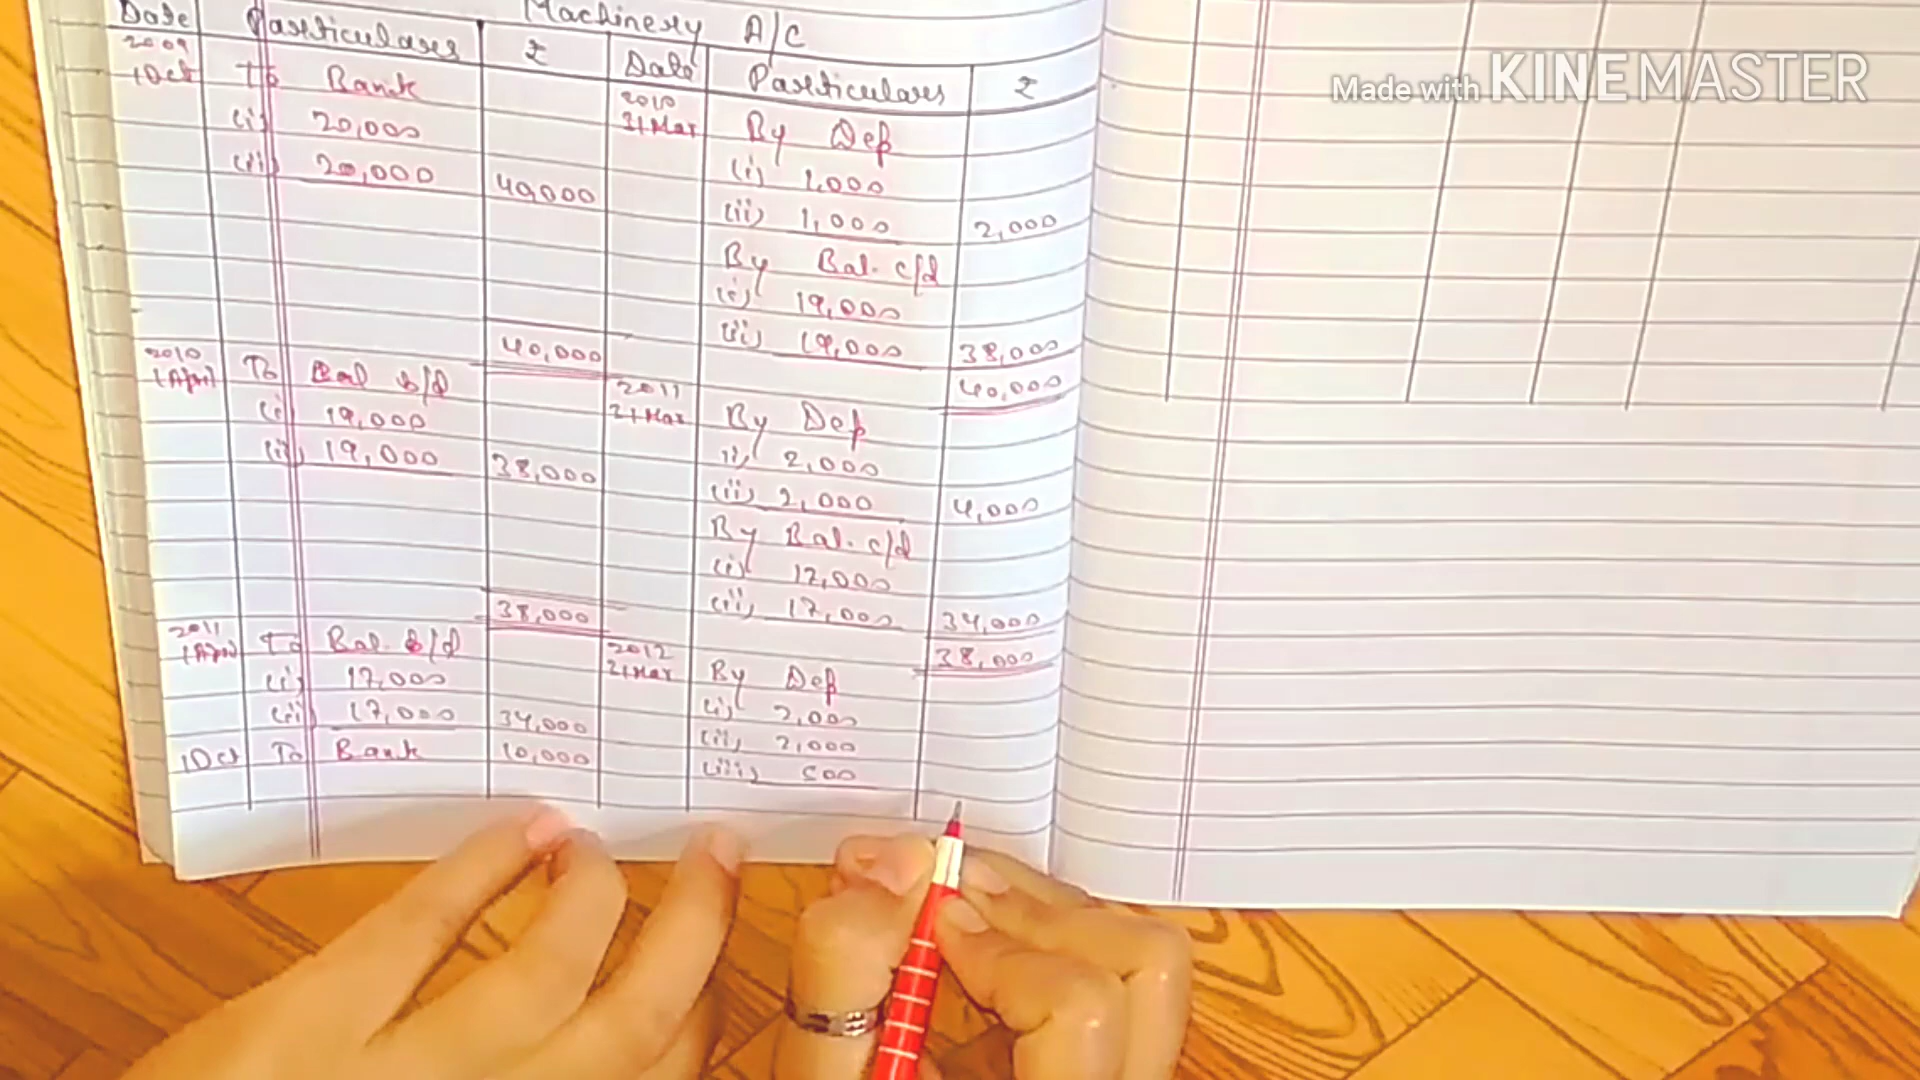 Machinery A/C
Date Particulars ₹ Date Particulars ₹
2009
1 Oct To Bank
(i) 20,000
(ii) 20,000 40,000
2010
31 Mar By Dep
(i) 1,000
(ii) 1,000 2,000
By Bal. c/d
(i) 19,000
(ii) 19,000 38,000
40,000 40,000
2010
1 April To Bal b/d
(i) 19,000
(ii) 19,000 38,000
2011
31 Mar By Dep
(i) 2,000
(ii) 2,000 4,000
By Bal. c/d
(i) 17,000
(ii) 17,000 34,000
38,000 38,000
2011
1 April To Bal. b/d
(i) 17,000
(ii) 17,000 34,000
1 Oct To Bank 10,000
2012
31 Mar By Dep
(i) 2,000
(ii) 2,000
(iii) 500
Made with KINEMASTER